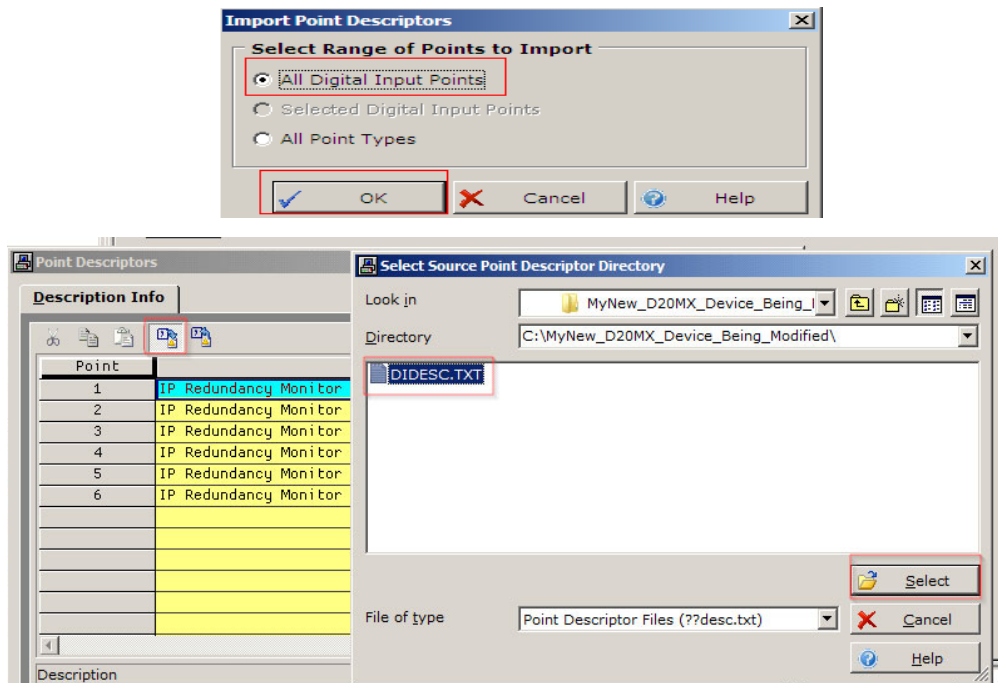 Import Point Descriptors
Select Range of Points to Import
All Digital Input Points
Selected Digital Input Points
All Point Types
OK Cancel Help
Point Descriptors
Description Info
Point
1 IP Redundancy Monitor
2 IP Redundancy Monitor
3 IP Redundancy Monitor
4 IP Redundancy Monitor
5 IP Redundancy Monitor
6 IP Redundancy Monitor
Description
Select Source Point Descriptor Directory
Look in MyNew_D20MX_Device_Being_
Directory C:\MyNew_D20MX_Device_Being_Modified\
DIDESC.TXT
Select
File of type Point Descriptor Files (??desc.txt) Cancel
Help